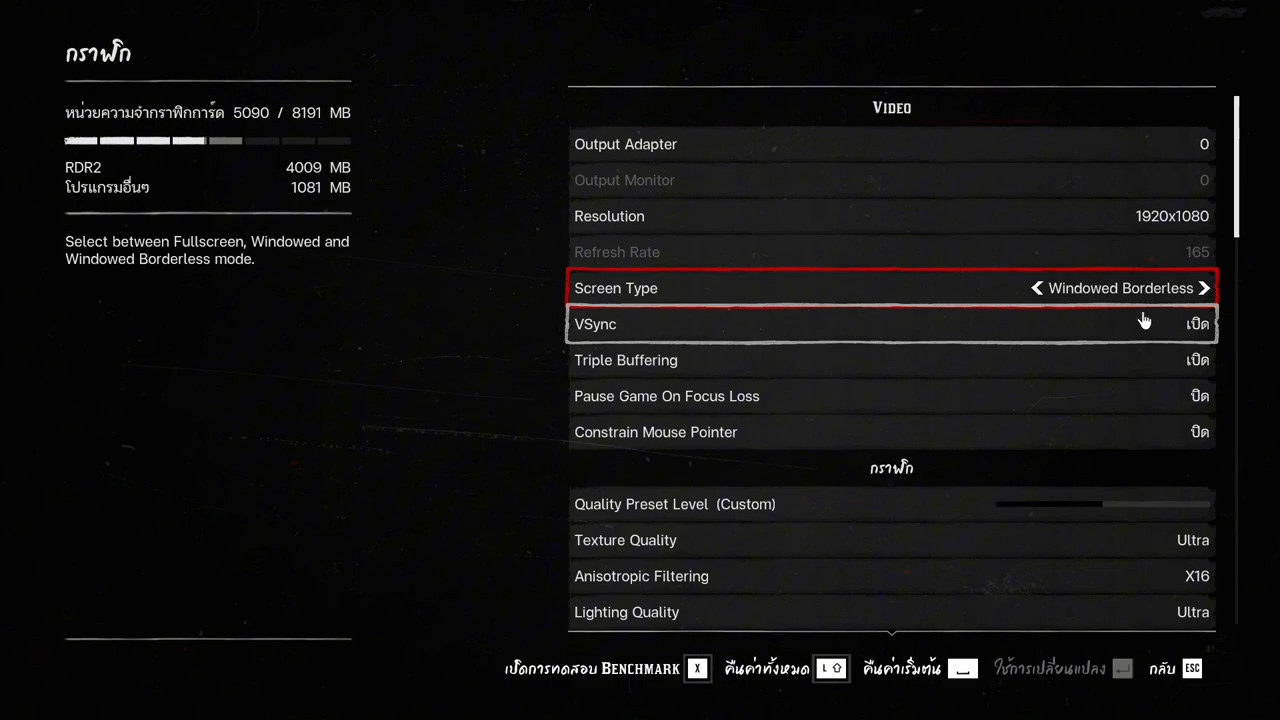 กราฟิก
หน่วยความจำกราฟิกการ์ด 5090 / 8191 MB
RDR2 4009 MB
โปรแกรมอื่นๆ 1081 MB
Select between Fullscreen, Windowed and
Windowed Borderless mode.
VIDEO
Output Adapter 0
Output Monitor 0
Resolution 1920x1080
Refresh Rate 165
Screen Type Windowed Borderless
VSync เปิด
Triple Buffering เปิด
Pause Game On Focus Loss ปิด
Constrain Mouse Pointer ปิด
กราฟิก
Quality Preset Level (Custom)
Texture Quality Ultra
Anisotropic Filtering X16
Lighting Quality Ultra
เปิดการทดสอบ BENCHMARK X คืนค่าทั้งหมด L คืนค่าเริ่มต้น ใช้การเปลี่ยนแปลง กลับ ESC